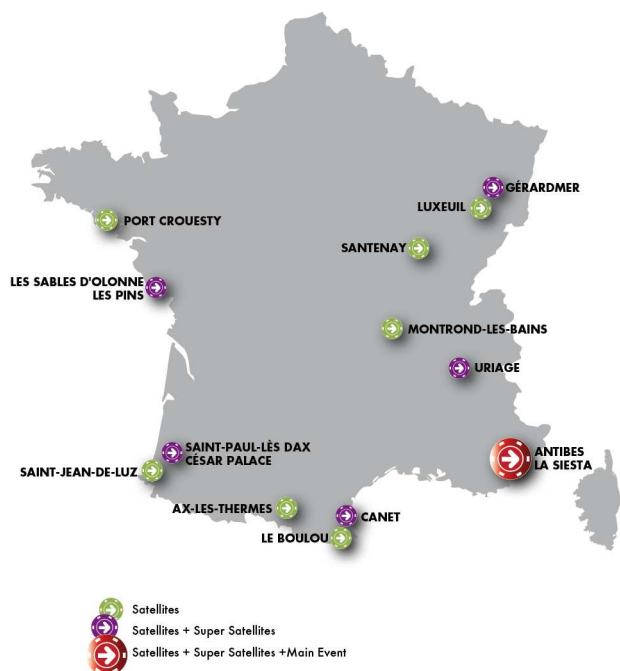 GÉRARDMER
LUXEUIL
PORT CROUESTY
SANTENAY
LES SABLES D'OLONNE
LES PINS
MONTROND-LES-BAINS
URIAGE
SAINT-PAUL-LÈS DAX
CÉSAR PALACE
ANTIBES
LA SIESTA
SAINT-JEAN-DE-LUZ
AX-LES-THERMES
CANET
LE BOULOU
Satellites
Satellites + Super Satellites
Satellites + Super Satellites +Main Event